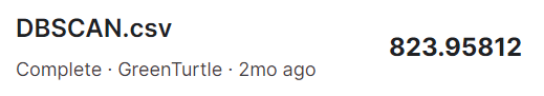 DBSCAN.csv
823.95812
Complete · GreenTurtle · 2mo ago